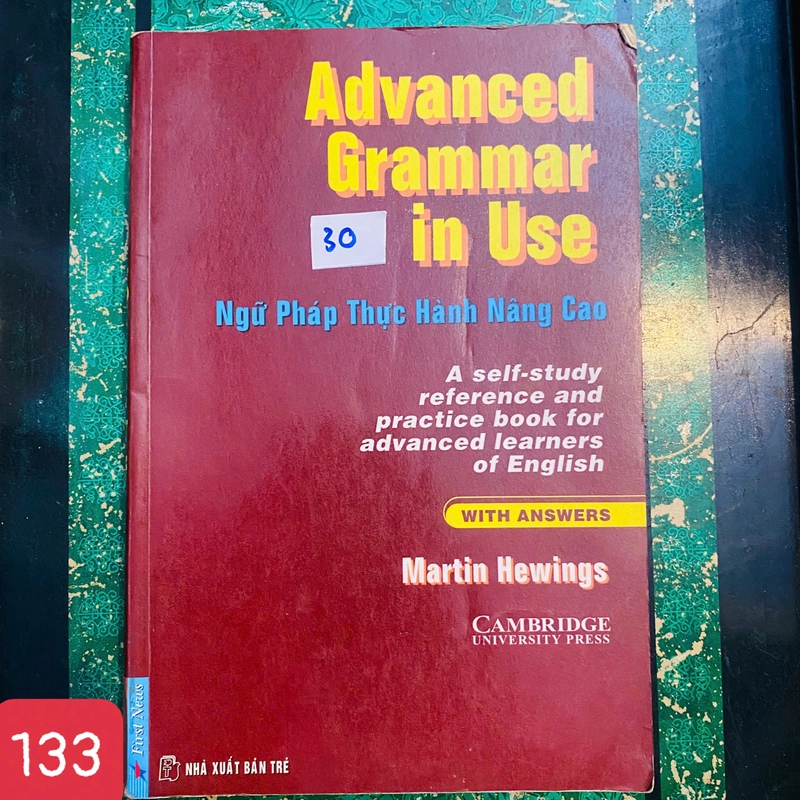 Advanced
Grammar
in Use
30
Ngữ Pháp Thực Hành Nâng Cao
A self-study
reference and
practice book for
advanced learners
of English
WITH ANSWERS
Martin Hewings
CAMBRIDGE
UNIVERSITY PRESS
First News
NHÀ XUẤT BẢN TRẺ
133